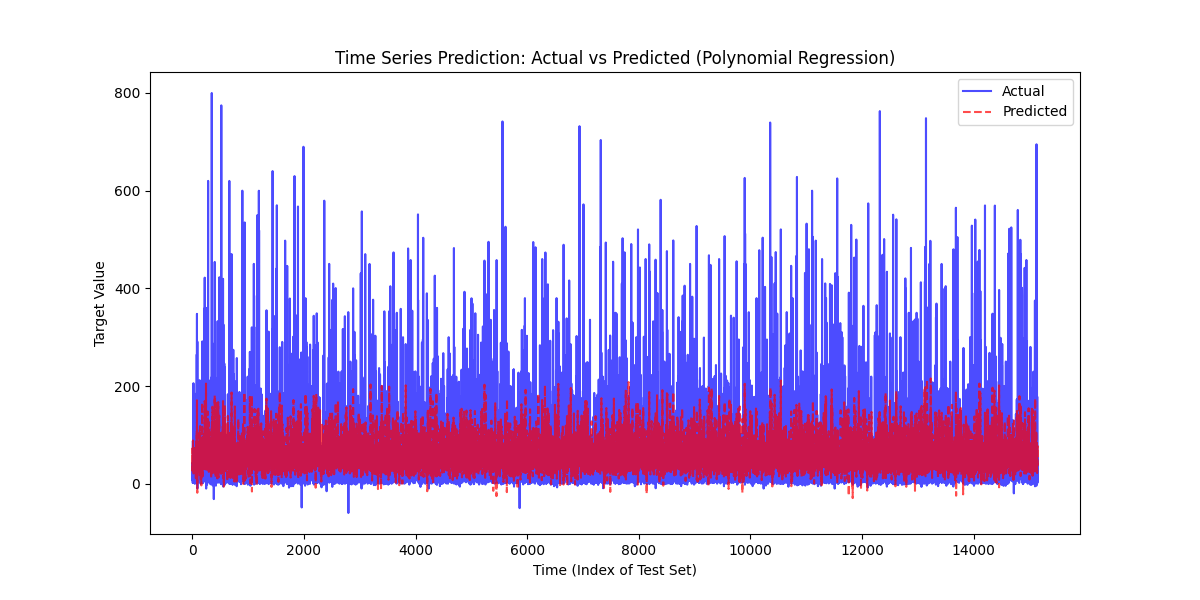 Time Series Prediction: Actual vs Predicted (Polynomial Regression)
Actual
Predicted
800
600
400
200
0
Target Value
0 2000 4000 6000 8000 10000 12000 14000
Time (Index of Test Set)